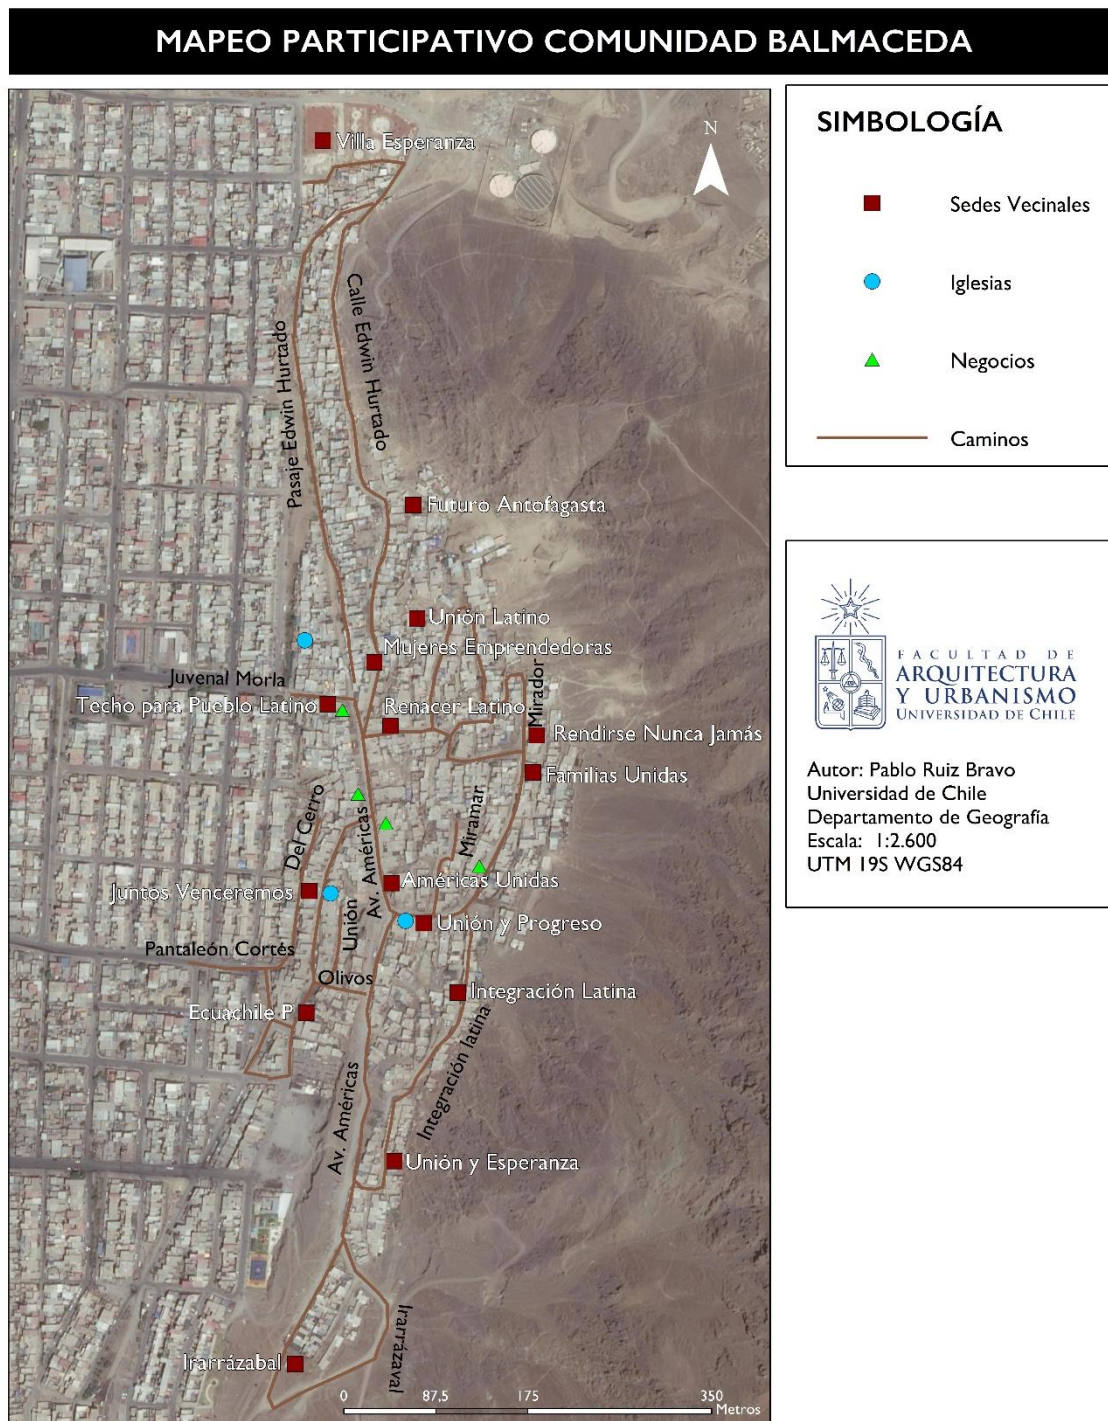 MAPEO PARTICIPATIVO COMUNIDAD BALMACEDA
N
Villa Esperanza
Calle Edwin Hurtado
Pasaje Edwin Hurtado
Futuro Antofagasta
Unión Latino
Mujeres Emprendedoras
Juvenal Morla
Mirador
Techo para Pueblo Latino
Renacer Latino
Rendirse Nunca Jamás
Familias Unidas
Del Cerro
Av. Américas
Miramar
Juntos Venceremos
Américas Unidas
Unión
Unión y Progreso
Pantaleón Cortés
Olivos
Integración Latina
Ecuachile P
Integración latina
Av. Américas
Unión y Esperanza
Irarrázabal
Irarrázaval
0 87,5 175 350
Metros
SIMBOLOGÍA
Sedes Vecinales
Iglesias
Negocios
Caminos
FACULTAD DE
ARQUITECTURA
Y URBANISMO
UNIVERSIDAD DE CHILE
Autor: Pablo Ruiz Bravo
Universidad de Chile
Departamento de Geografía
Escala: 1:2.600
UTM 19S WGS84